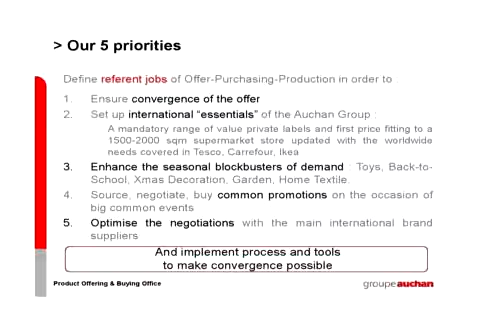 > Our 5 priorities
Define referent jobs of Offer-Purchasing-Production in order to
1. Ensure convergence of the offer
2. Set up international “essentials” of the Auchan Group :
A mandatory range of value private labels and first price fitting to a
1500-2000 sqm supermarket store updated with the worldwide
needs covered in Tesco, Carrefour, Ikea
3. Enhance the seasonal blockbusters of demand : Toys, Back-to-
School, Xmas Decoration, Garden, Home Textile.
4. Source, negotiate, buy common promotions on the occasion of
big common events
5. Optimise the negotiations with the main international brand
suppliers
And implement process and tools
to make convergence possible
Product Offering & Buying Office
groupe auchan